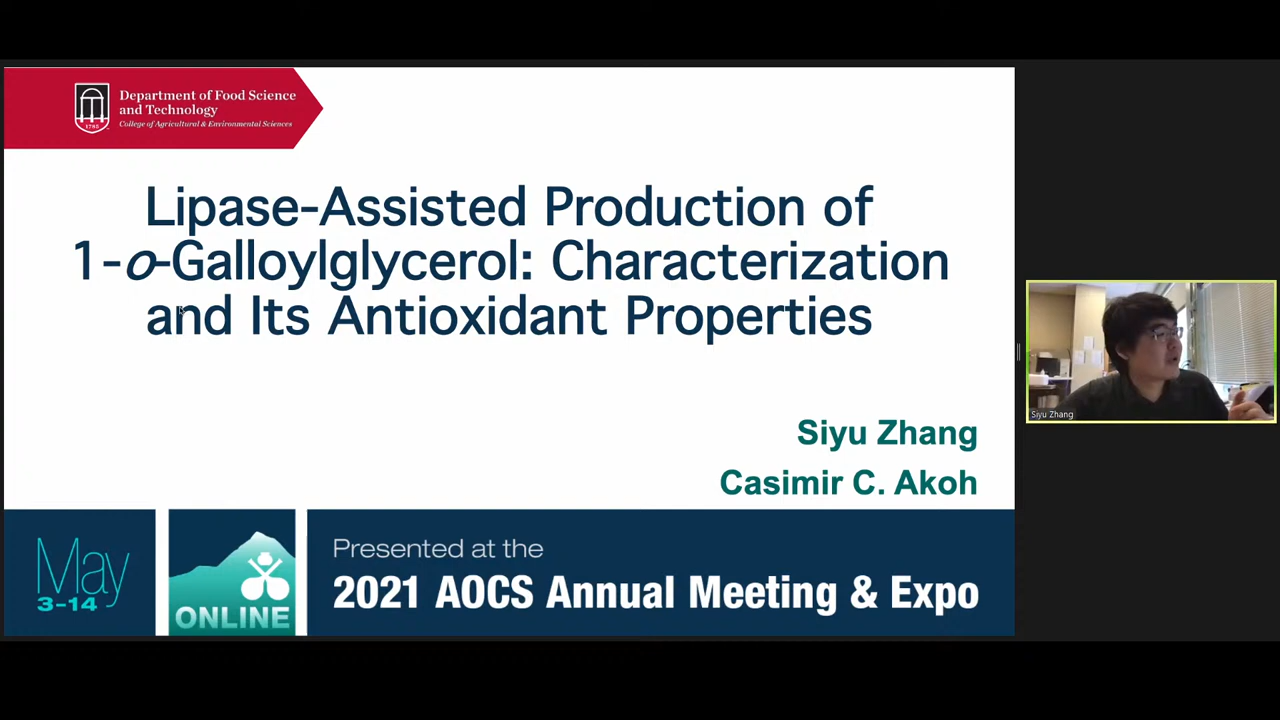 Department of Food Science
and Technology
College of Agricultural & Environmental Sciences
1785
Lipase-Assisted Production of
1-o-Galloylglycerol: Characterization
and Its Antioxidant Properties
Siyu Zhang
Casimir C. Akoh
May
3-14
ONLINE
Presented at the
2021 AOCS Annual Meeting & Expo
Siyu Zhang